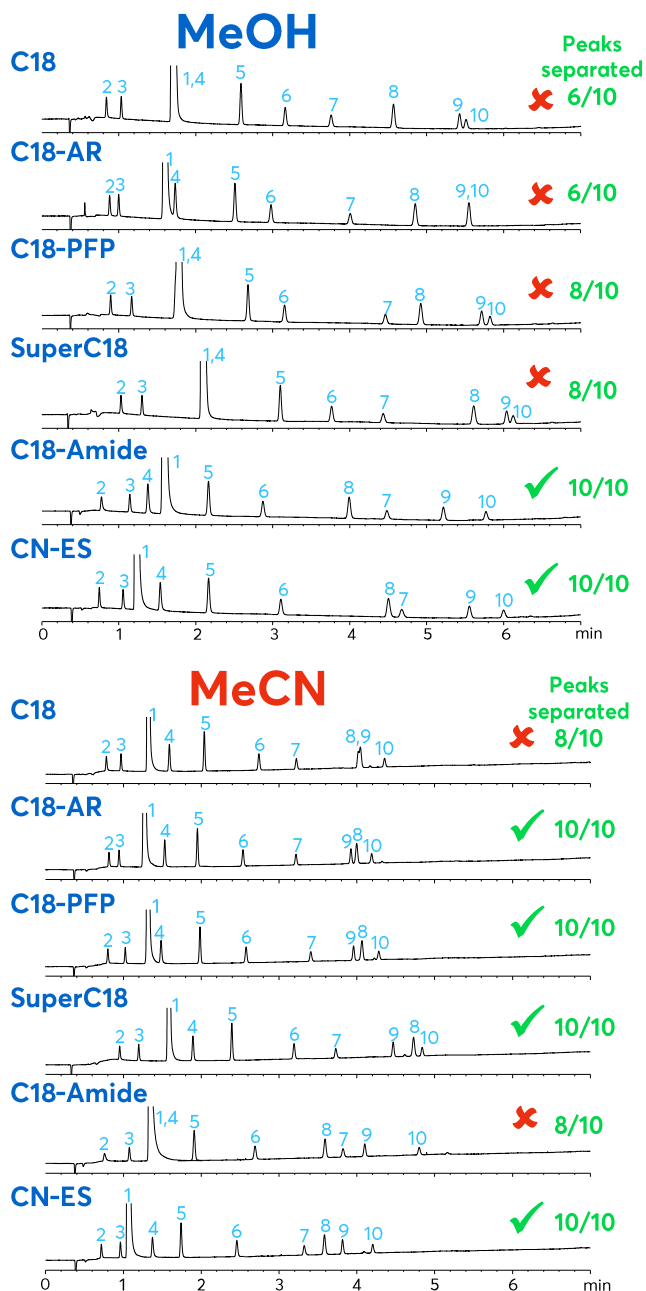 MeOH
Peaks
separated
C18
2 3 1,4 5 6 7 8 9 10
6/10
C18-AR
2 3 1 4 5 6 7 8 9,10
6/10
C18-PFP
2 3 1,4 5 6 7 8 9 10
8/10
SuperC18
2 3 1,4 5 6 7 8 9 10
8/10
C18-Amide
2 3 4 1 5 6 8 7 9 10
10/10
CN-ES
2 3 1 4 5 6 8 7 9 10
10/10
0 1 2 3 4 5 6 min
MeCN
Peaks
separated
C18
2 3 1 4 5 6 7 8,9 10
8/10
C18-AR
2 3 1 4 5 6 7 9 8 10
10/10
C18-PFP
2 3 1 4 5 6 7 9 8 10
10/10
SuperC18
2 3 1 4 5 6 7 9 8 10
10/10
C18-Amide
2 3 1,4 5 6 8 7 9 10
8/10
CN-ES
2 3 1 4 5 6 7 8 9 10
10/10
0 1 2 3 4 5 6 min